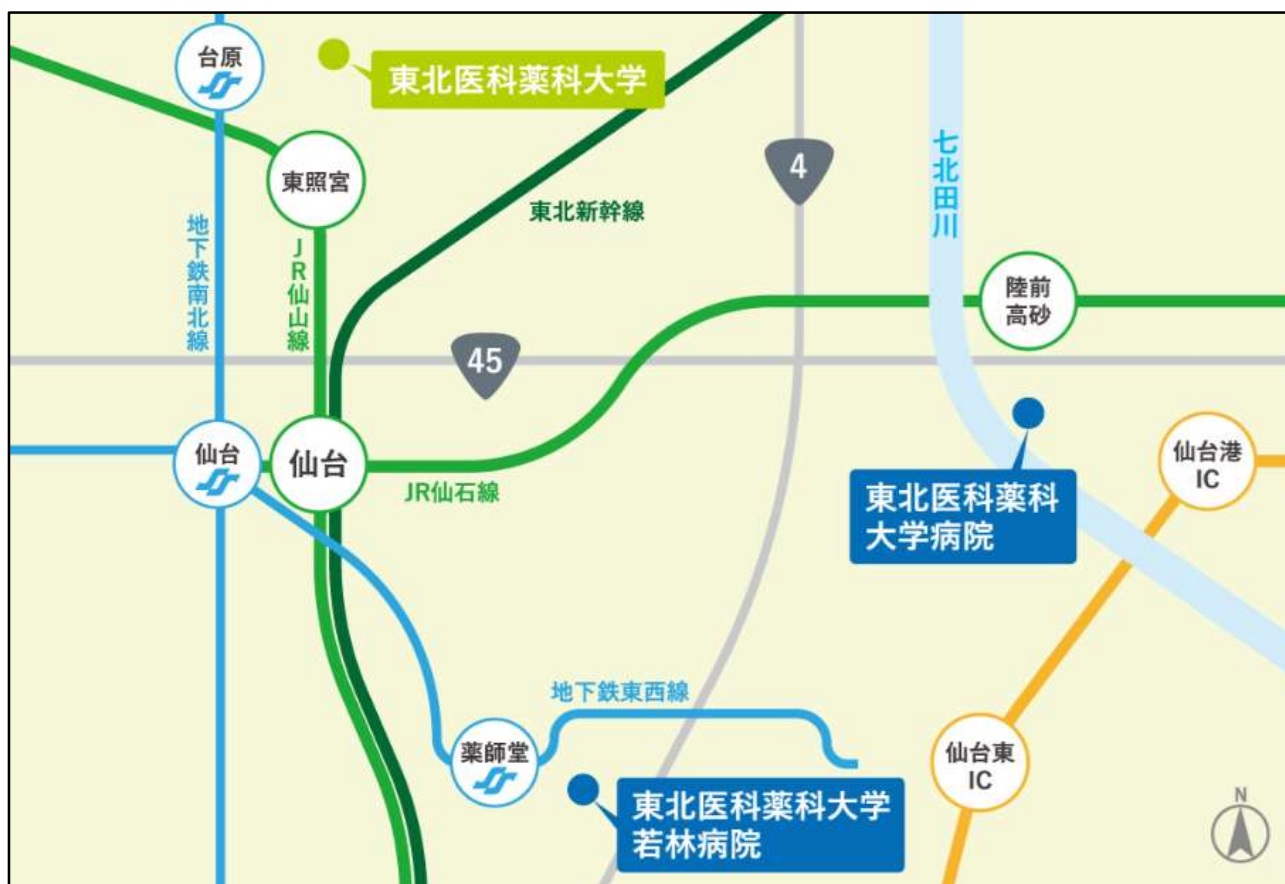 台原
東北医科薬科大学
東照宮
4
七北田川
東北新幹線
地下鉄南北線
JR仙山線
陸前
高砂
45
仙台
仙台
JR仙石線
仙台港
IC
東北医科薬科
大学病院
地下鉄東西線
薬師堂
仙台東
IC
東北医科薬科大学
若林病院
N